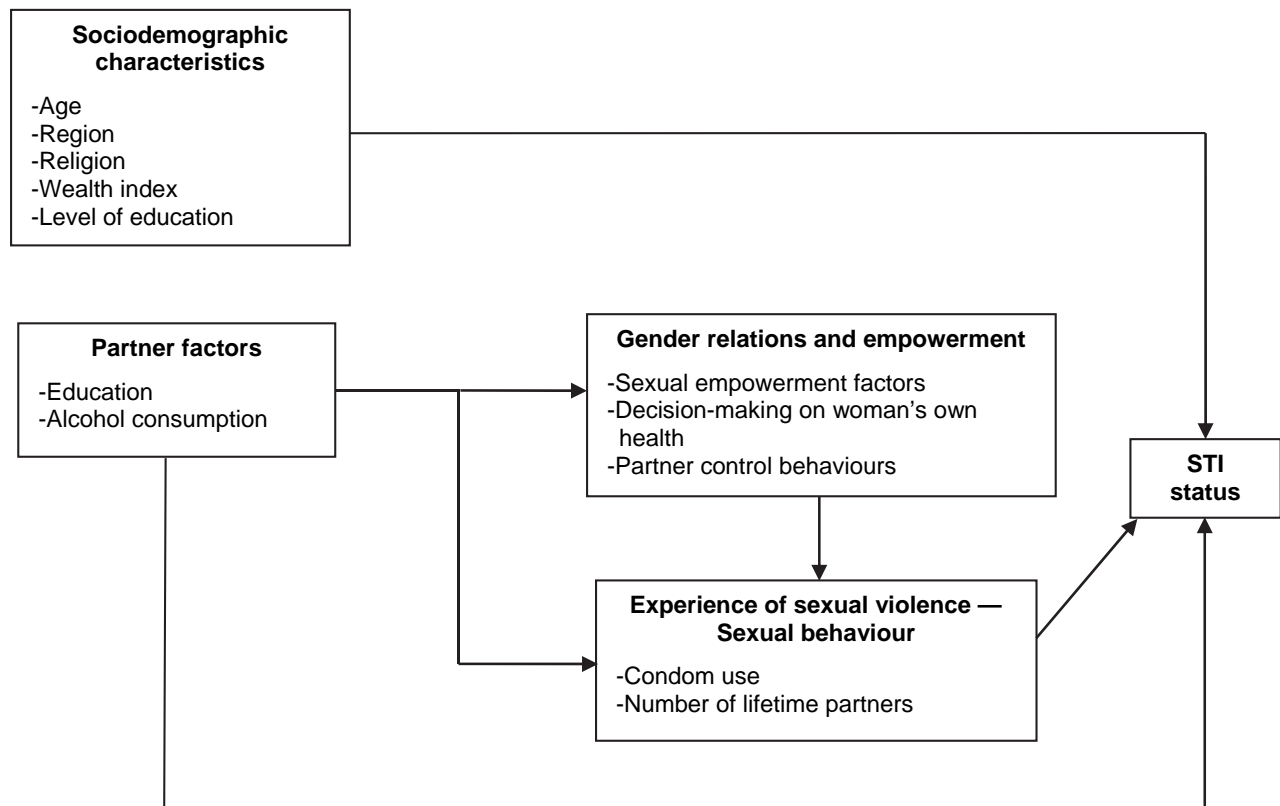 Sociodemographic
characteristics
-Age
-Region
-Religion
-Wealth index
-Level of education
Partner factors
-Education
-Alcohol consumption
Gender relations and empowerment
-Sexual empowerment factors
-Decision-making on woman’s own
health
-Partner control behaviours
STI
status
Experience of sexual violence —
Sexual behaviour
-Condom use
-Number of lifetime partners